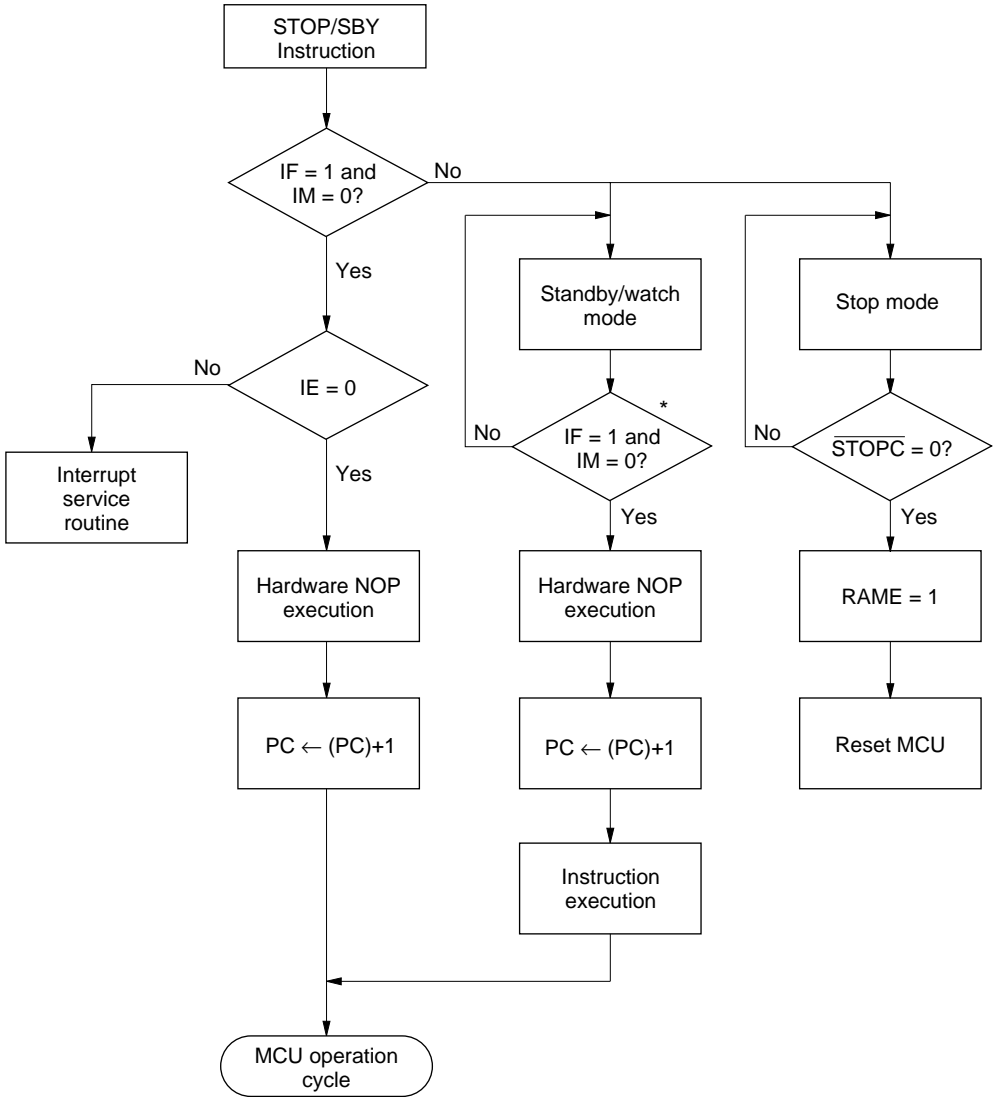 STOP/SBY
Instruction
IF = 1 and
IM = 0?
No
Yes
Standby/watch
mode
Stop mode
No
IE = 0
*
No
IF = 1 and
IM = 0?
No
S̅T̅O̅P̅C̅ = 0?
Interrupt
service
routine
Yes
Yes
Yes
Hardware NOP
execution
Hardware NOP
execution
RAME = 1
PC ← (PC)+1
PC ← (PC)+1
Reset MCU
Instruction
execution
MCU operation
cycle